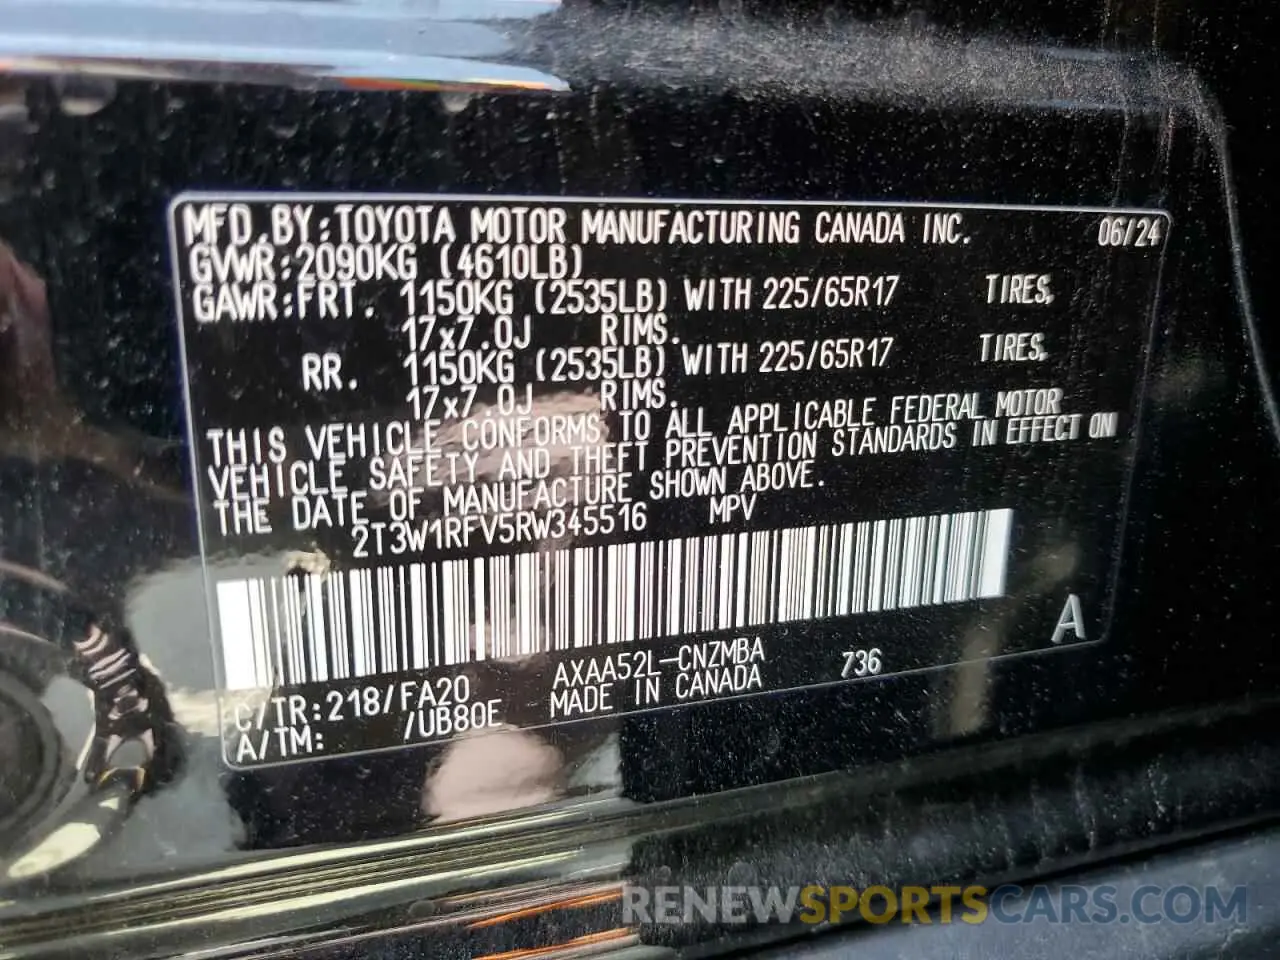 MFD.BY:TOYOTA MOTOR MANUFACTURING CANADA INC. 06/24
GVWR:2090KG (4610LB)
GAWR:FRT. 1150KG (2535LB) WITH 225/65R17 TIRES,
17x7.0J RIMS.
RR. 1150KG (2535LB) WITH 225/65R17 TIRES,
17x7.0J RIMS.
THIS VEHICLE CONFORMS TO ALL APPLICABLE FEDERAL MOTOR
VEHICLE SAFETY AND THEFT PREVENTION STANDARDS IN EFFECT ON
THE DATE OF MANUFACTURE SHOWN ABOVE.
2T3W1RFV5RW345516 MPV
A
C/TR:218/FA20 AXAA52L-CNZMBA 736
A/TM: /UB80E MADE IN CANADA
RENEWSPORTSCARS.COM